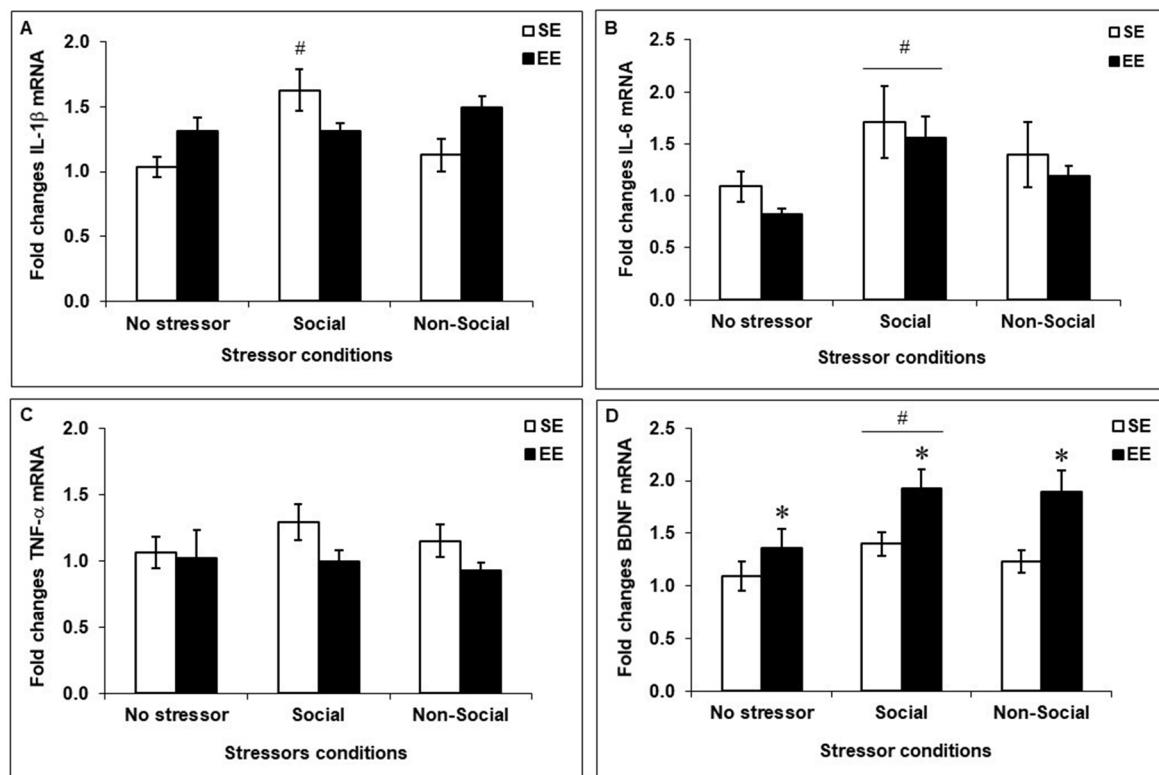 A
SE
EE
#
Fold changes IL-1β mRNA
2.0
1.5
1.0
0.5
0.0
No stressor Social Non-Social
Stressor conditions
B
SE
EE
#
Fold changes IL-6 mRNA
2.5
2.0
1.5
1.0
0.5
0.0
No stressor Social Non-Social
Stressor conditions
C
SE
EE
Fold changes TNF-α mRNA
2.0
1.5
1.0
0.5
0.0
No stressor Social Non-Social
Stressors conditions
D
SE
EE
#
* * *
Fold changes BDNF mRNA
2.5
2.0
1.5
1.0
0.5
0.0
No stressor Social Non-Social
Stressor conditions